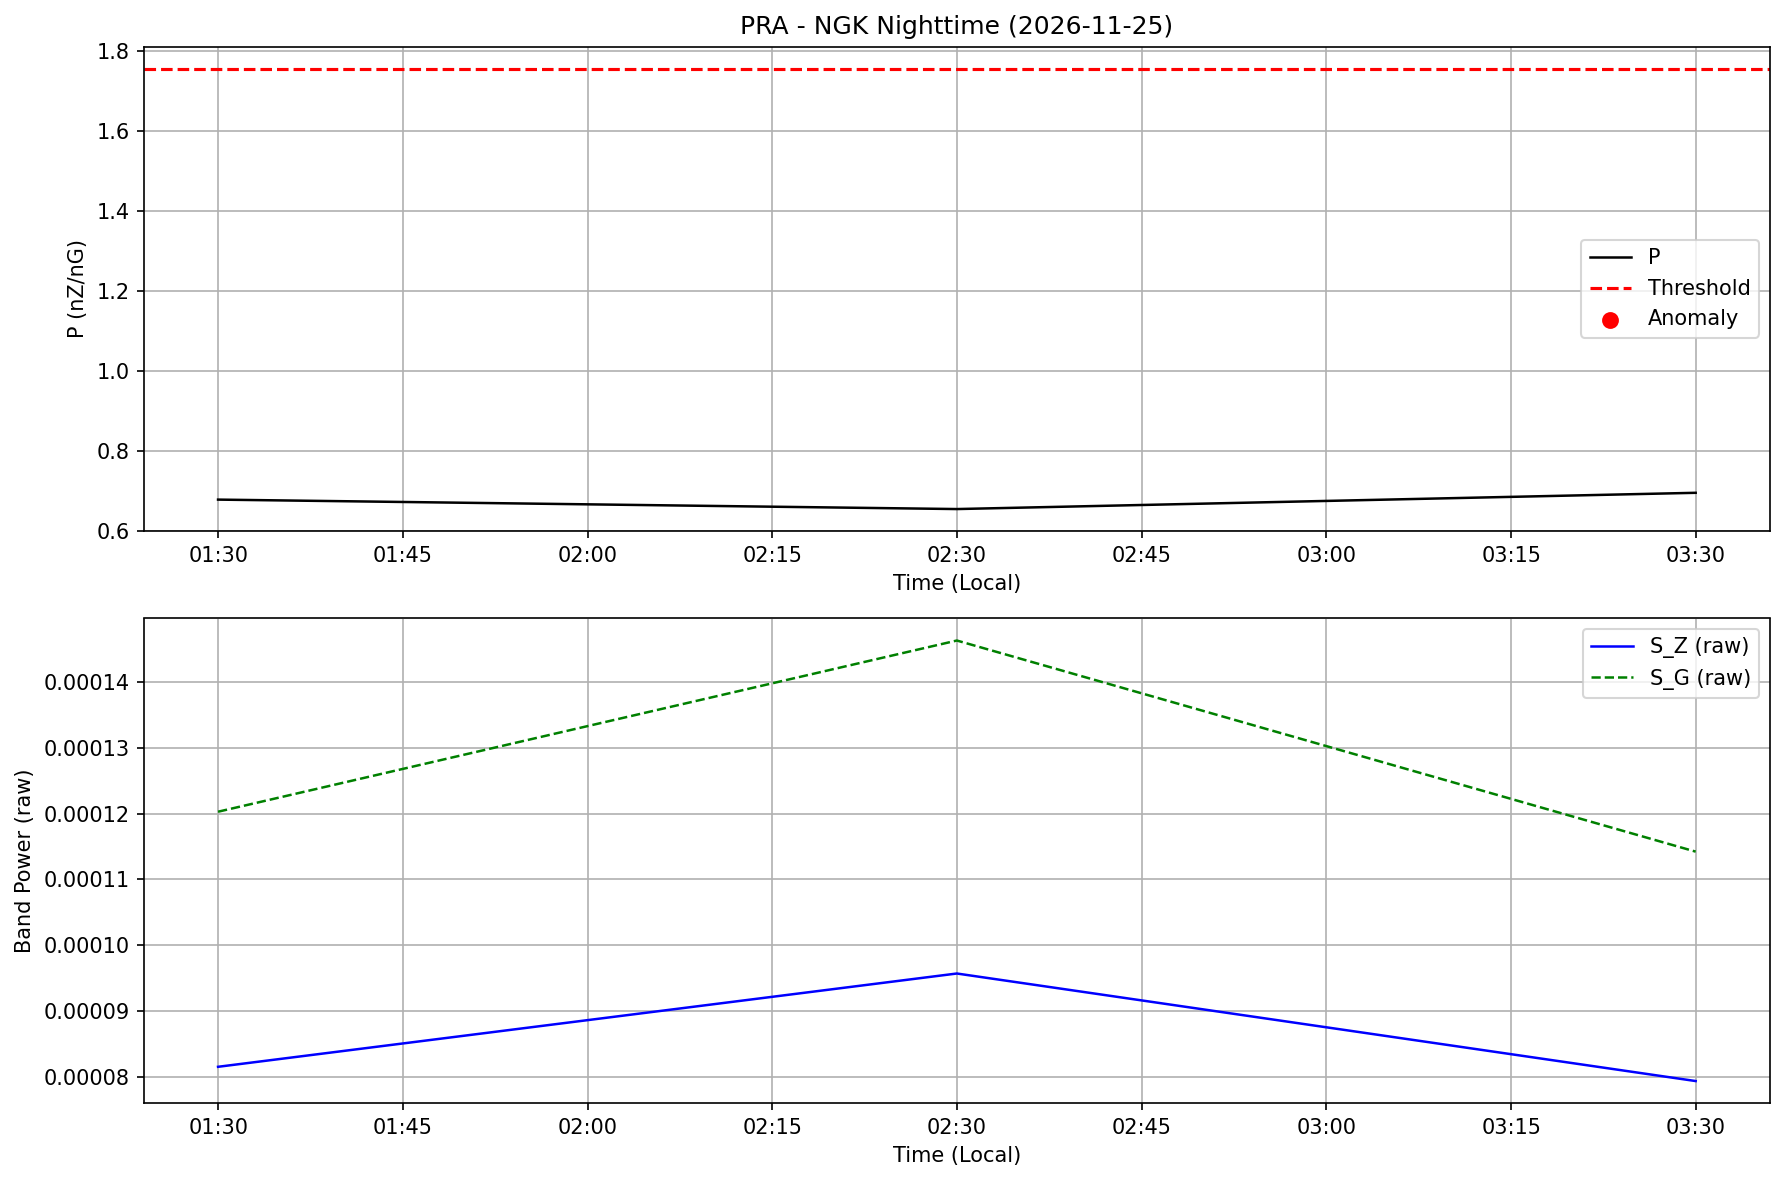 PRA - NGK Nighttime (2026-11-25)
1.8
1.6
1.4
1.2
1.0
0.8
0.6
P (nZ/nG)
P
Threshold
Anomaly
01:30 01:45 02:00 02:15 02:30 02:45 03:00 03:15 03:30
Time (Local)
0.00014
0.00013
0.00012
0.00011
0.00010
0.00009
0.00008
Band Power (raw)
S_Z (raw)
S_G (raw)
01:30 01:45 02:00 02:15 02:30 02:45 03:00 03:15 03:30
Time (Local)